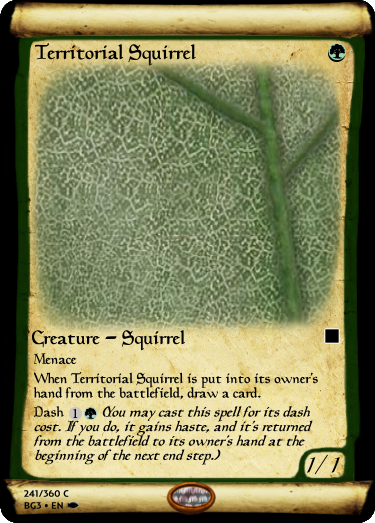 Territorial Squirrel
Creature – Squirrel
Menace
When Territorial Squirrel is put into its owner's
hand from the battlefield, draw a card.
Dash 1 (You may cast this spell for its dash
cost. If you do, it gains haste, and it's returned
from the battlefield to its owner's hand at the
beginning of the next end step.)
1/1
241/360 C
BG3 • EN